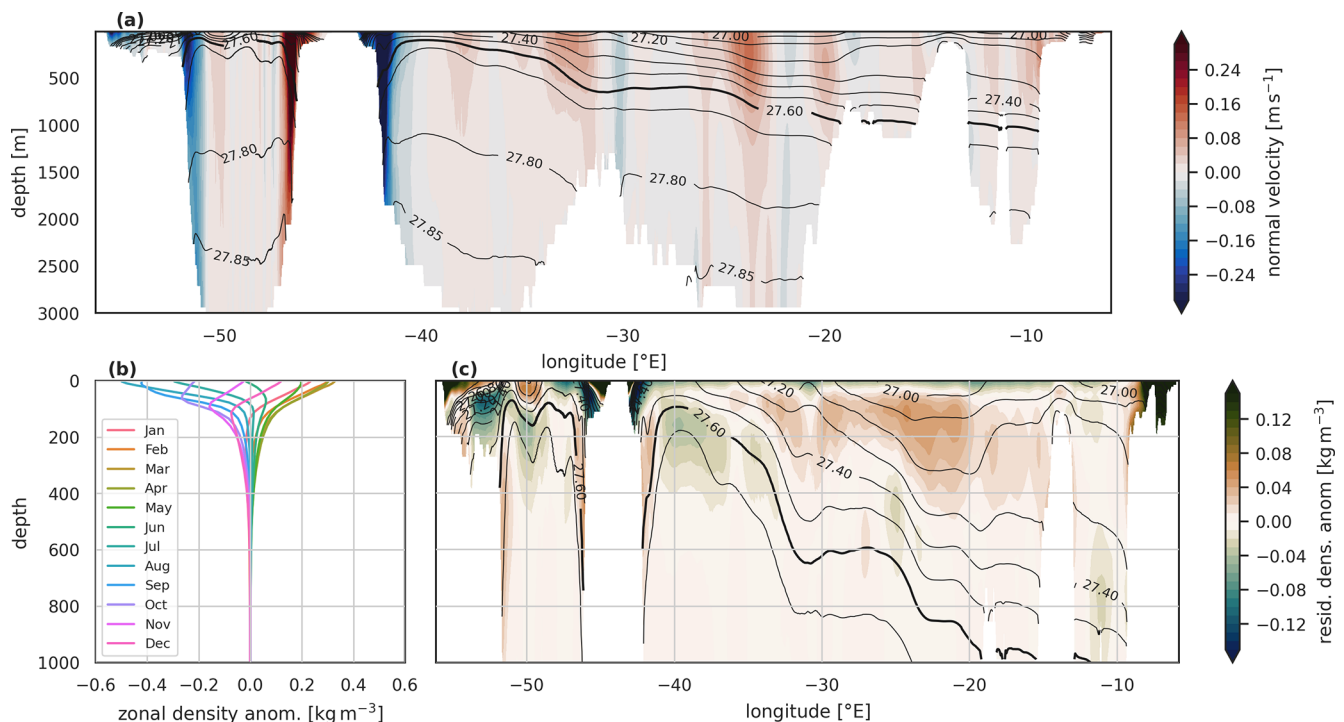 (a)
27.20
27.60
27.40
27.20
27.00
27.60
27.40
27.80
27.80
27.80
27.85
27.85
27.85
500
1000
1500
2000
2500
3000
depth [m]
−50
−40
−30
−20
−10
longitude [°E]
0.24
0.16
0.08
0.00
−0.08
−0.16
−0.24
normal velocity [m s⁻¹]
(b)
0
200
400
600
800
1000
depth
Jan
Feb
Mar
Apr
May
Jun
Jul
Aug
Sep
Oct
Nov
Dec
−0.6
−0.4
−0.2
0.0
0.2
0.4
0.6
zonal density anom. [kg m⁻³]
(c)
27.20
27.00
27.60
27.40
27.60
27.40
−50
−40
−30
−20
−10
longitude [°E]
0.12
0.08
0.04
0.00
−0.04
−0.08
−0.12
resid. dens. anom [kg m⁻³]